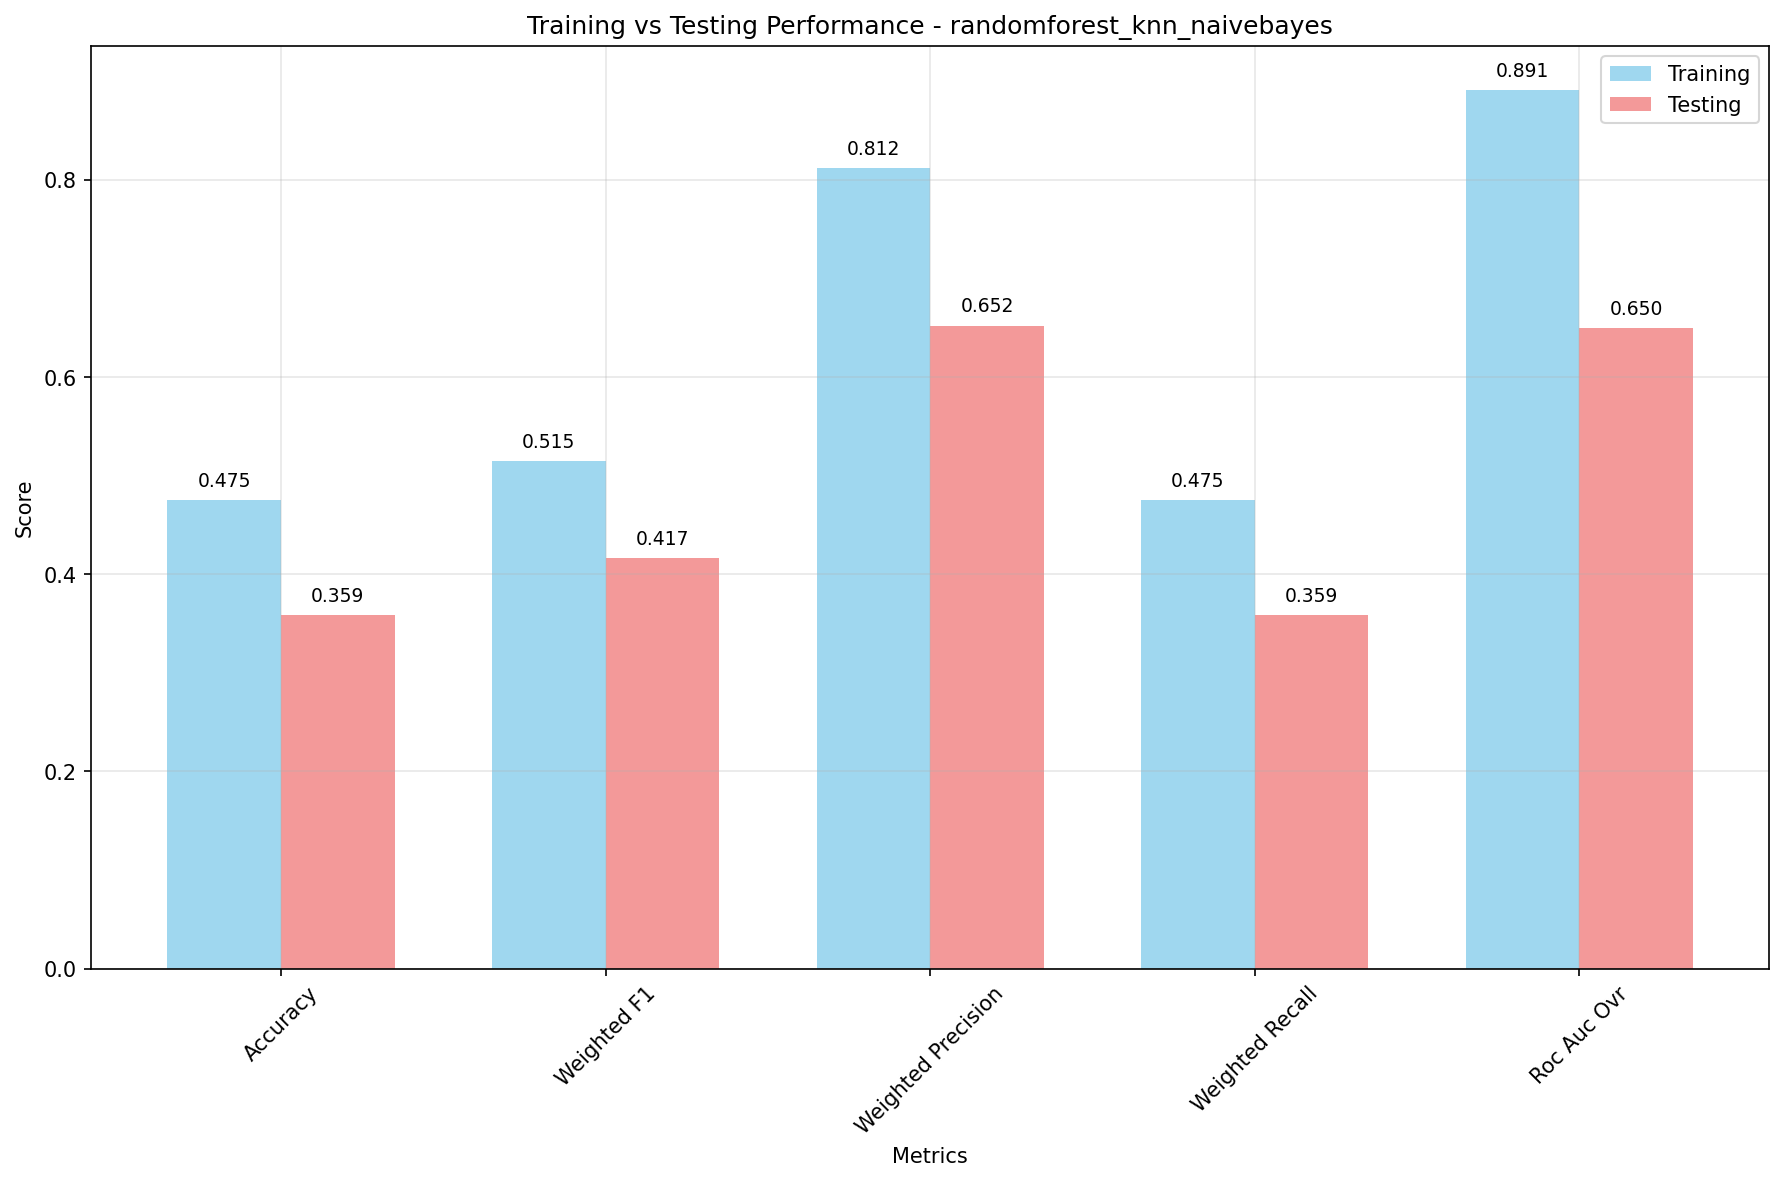 Training vs Testing Performance - randomforest_knn_naivebayes
Training
Testing
0.891
0.812
0.652
0.650
0.515
0.475
0.475
0.417
0.359
0.359
0.8
0.6
0.4
0.2
0.0
Score
Accuracy
Weighted F1
Weighted Precision
Weighted Recall
Roc Auc Ovr
Metrics